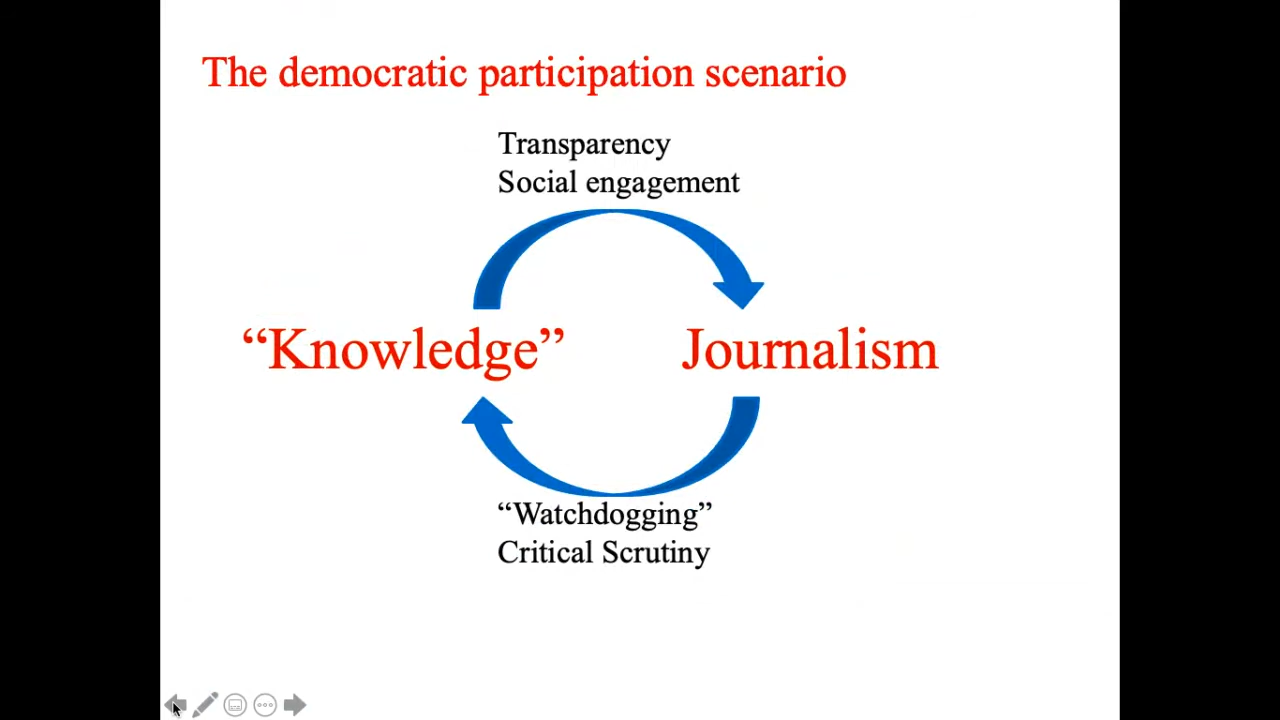 The democratic participation scenario
Transparency
Social engagement
“Knowledge”
Journalism
“Watchdogging”
Critical Scrutiny